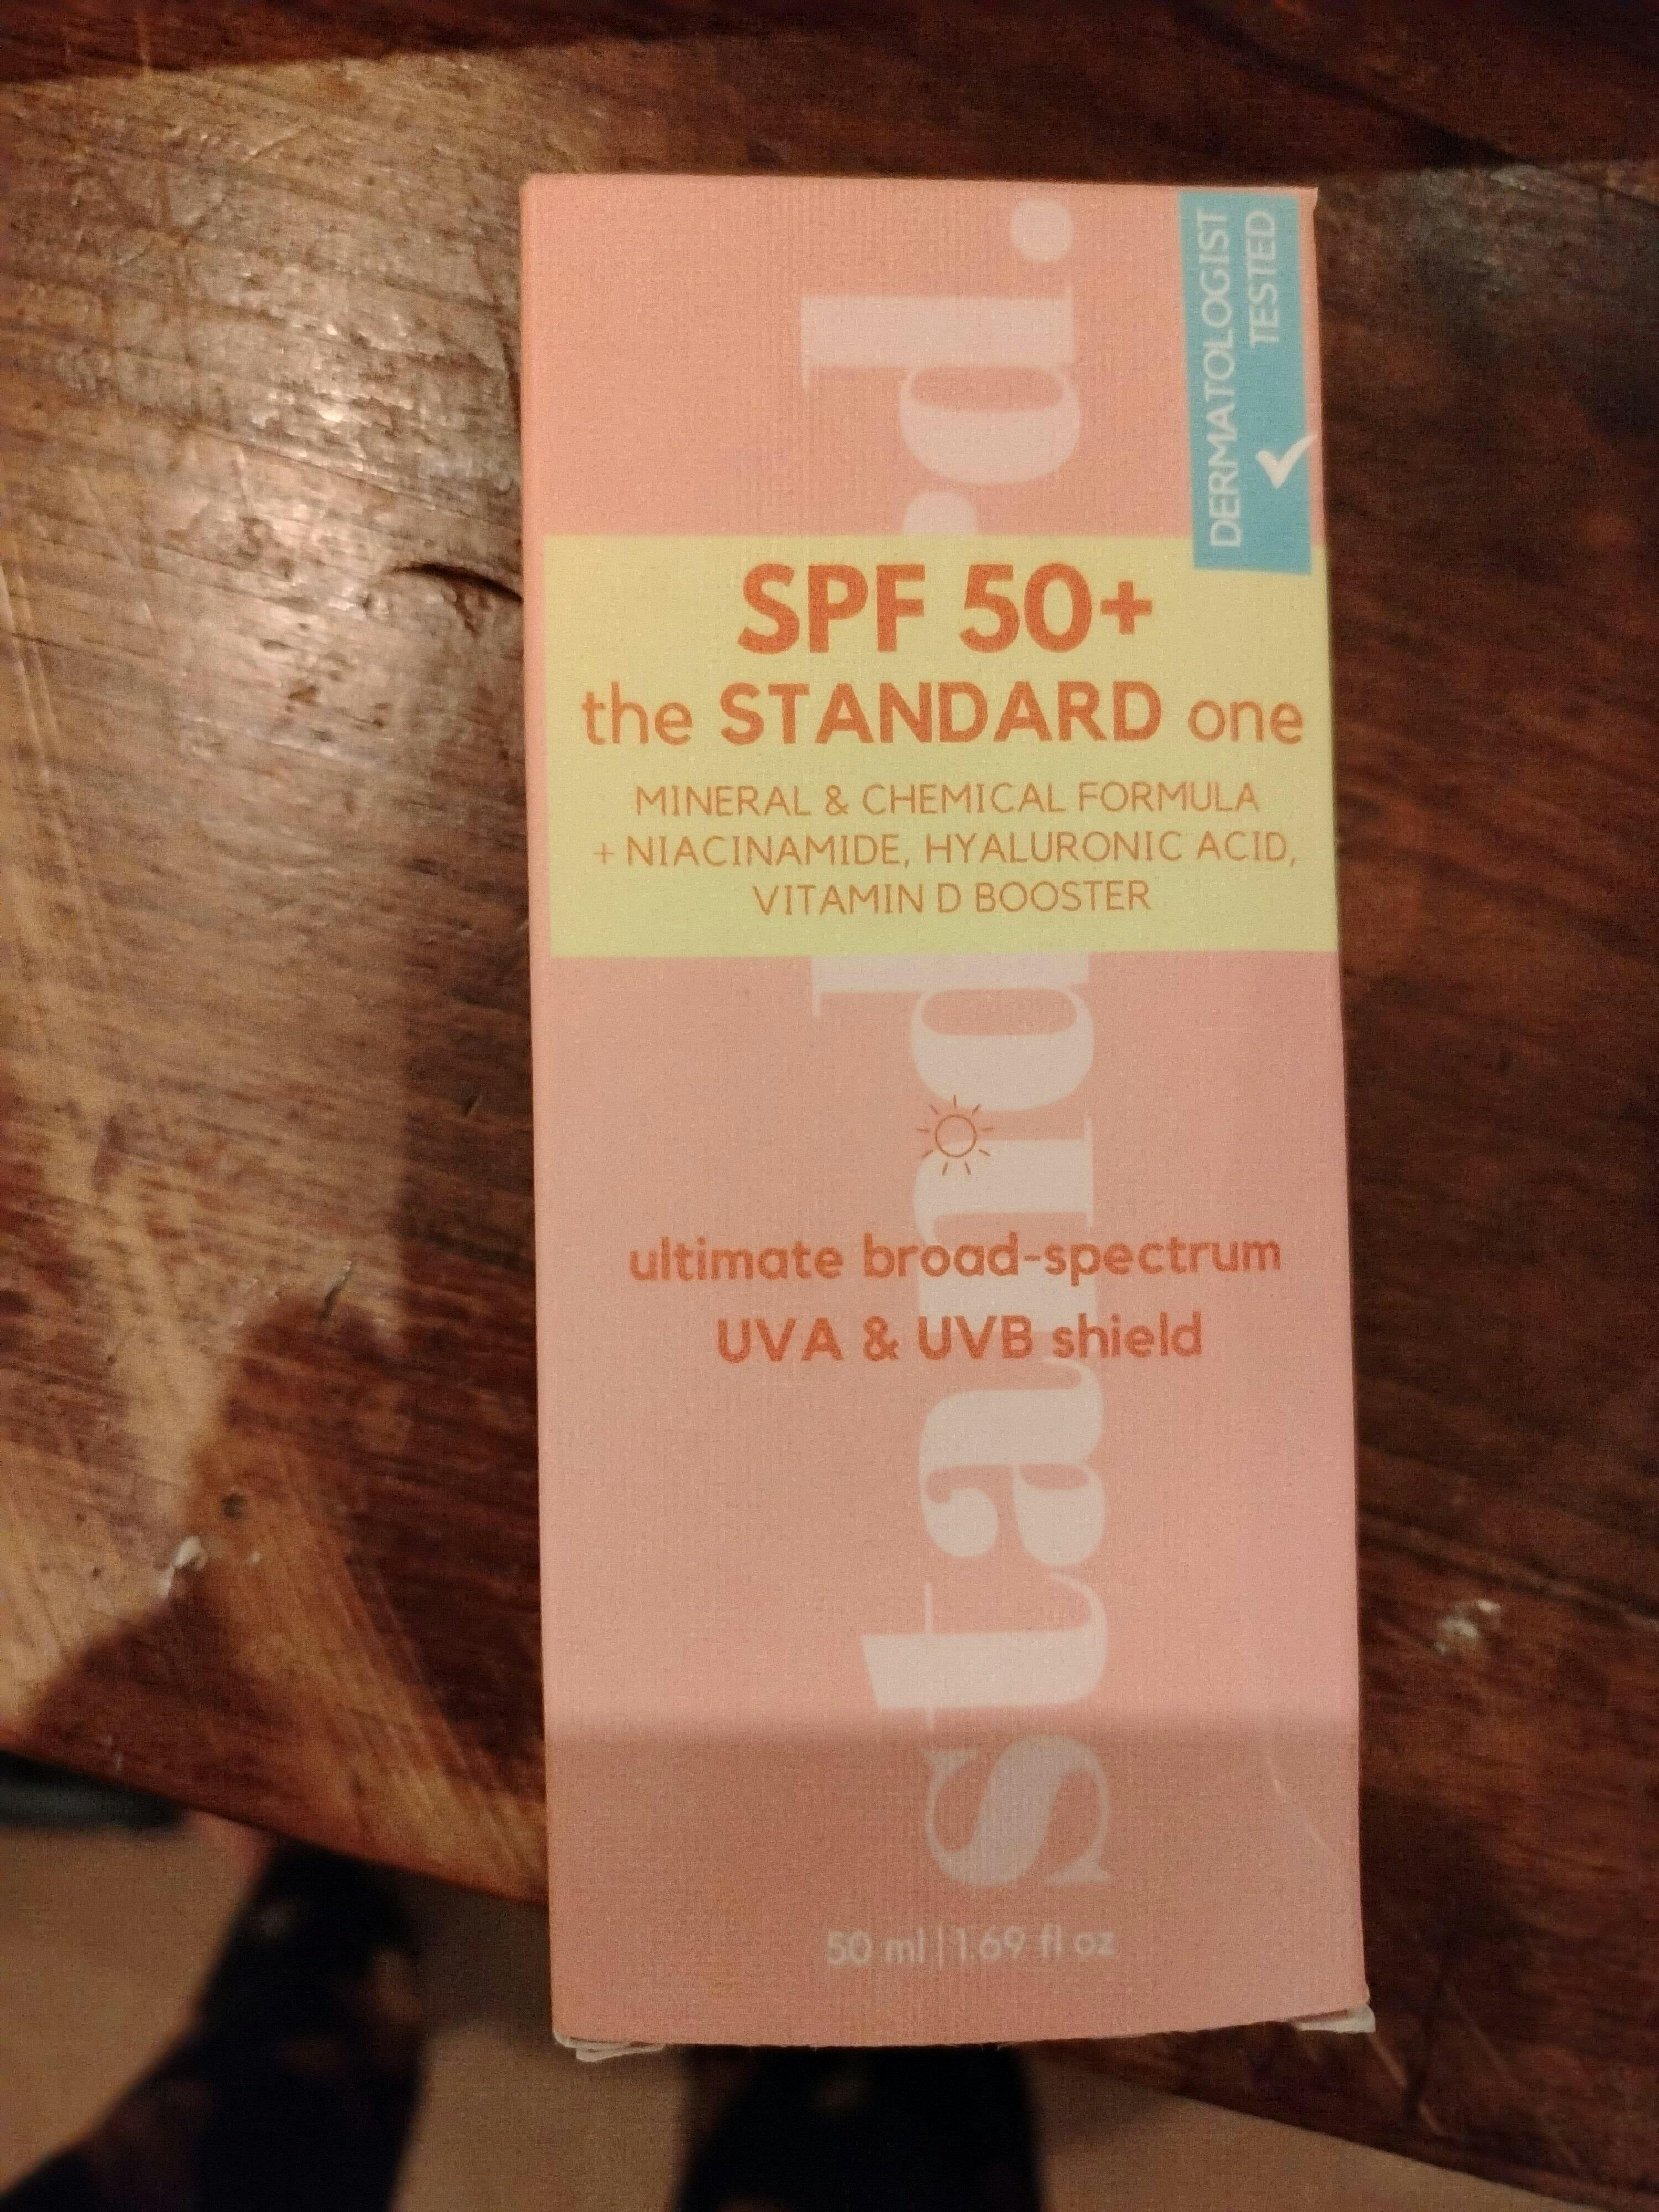 DERMATOLOGIST
TESTED
standard.
SPF 50+
the STANDARD one
MINERAL & CHEMICAL FORMULA
+ NIACINAMIDE, HYALURONIC ACID,
VITAMIN D BOOSTER
ultimate broad-spectrum
UVA & UVB shield
50 ml | 1.69 fl oz